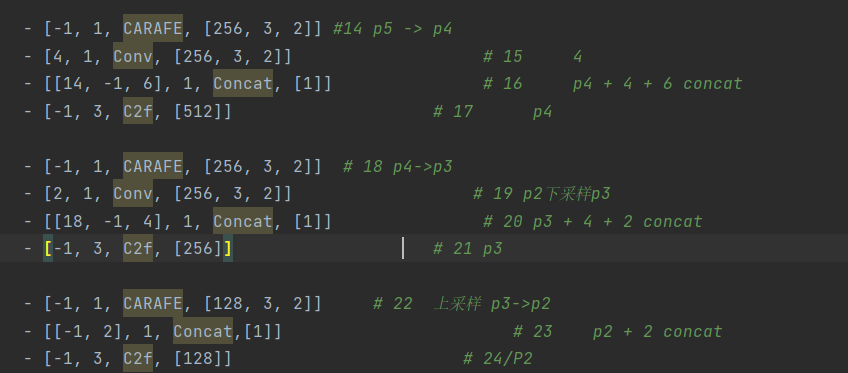 - [-1, 1, CARAFE, [256, 3, 2]] #14 p5 -> p4
- [4, 1, Conv, [256, 3, 2]] # 15 4
- [[14, -1, 6], 1, Concat, [1]] # 16 p4 + 4 + 6 concat
- [-1, 3, C2f, [512]] # 17 p4
- [-1, 1, CARAFE, [256, 3, 2]] # 18 p4->p3
- [2, 1, Conv, [256, 3, 2]] # 19 p2下采样p3
- [[18, -1, 4], 1, Concat, [1]] # 20 p3 + 4 + 2 concat
- [-1, 3, C2f, [256]] # 21 p3
- [-1, 1, CARAFE, [128, 3, 2]] # 22 上采样 p3->p2
- [[-1, 2], 1, Concat,[1]] # 23 p2 + 2 concat
- [-1, 3, C2f, [128]] # 24/P2